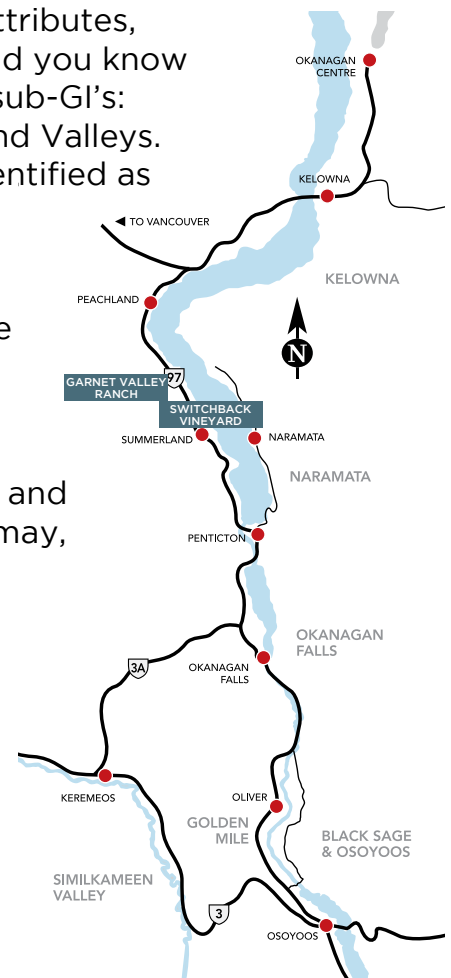 ttributes,
d you know
sub-GI's:
nd Valleys.
entified as
e
and
may,
OKANAGAN
CENTRE
KELOWNA
◄ TO VANCOUVER
KELOWNA
PEACHLAND
N
97
GARNET VALLEY
RANCH
SWITCHBACK
VINEYARD
SUMMERLAND
NARAMATA
NARAMATA
PENTICTON
OKANAGAN
FALLS
OKANAGAN
FALLS
3A
KEREMEOS
OLIVER
GOLDEN
MILE
BLACK SAGE
& OSOYOOS
SIMILKAMEEN
VALLEY
3
OSOYOOS